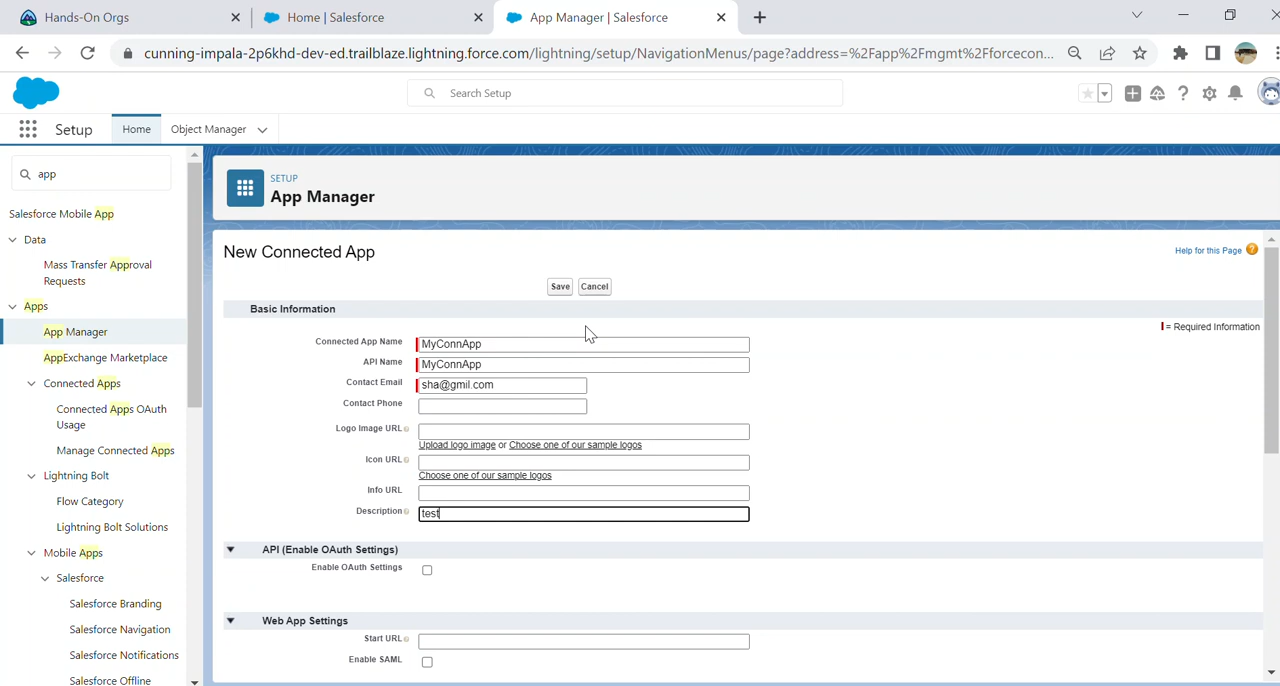 Hands-On Orgs
Home | Salesforce
App Manager | Salesforce
cunning-impala-2p6khd-dev-ed.trailblaze.lightning.force.com/lightning/setup/NavigationMenus/page?address=%2Fapp%2Fmgmt%2Fforcecon...
Search Setup
Setup
Home
Object Manager
app
Salesforce Mobile App
Data
Mass Transfer Approval
Requests
Apps
App Manager
AppExchange Marketplace
Connected Apps
Connected Apps OAuth
Usage
Manage Connected Apps
Lightning Bolt
Flow Category
Lightning Bolt Solutions
Mobile Apps
Salesforce
Salesforce Branding
Salesforce Navigation
Salesforce Notifications
Salesforce Offline
SETUP
App Manager
New Connected App
Help for this Page ?
Save Cancel
Basic Information
= Required Information
Connected App Name MyConnApp
API Name MyConnApp
Contact Email sha@gmil.com
Contact Phone
Logo Image URL
Upload logo image or Choose one of our sample logos
Icon URL
Choose one of our sample logos
Info URL
Description test
API (Enable OAuth Settings)
Enable OAuth Settings
Web App Settings
Start URL
Enable SAML